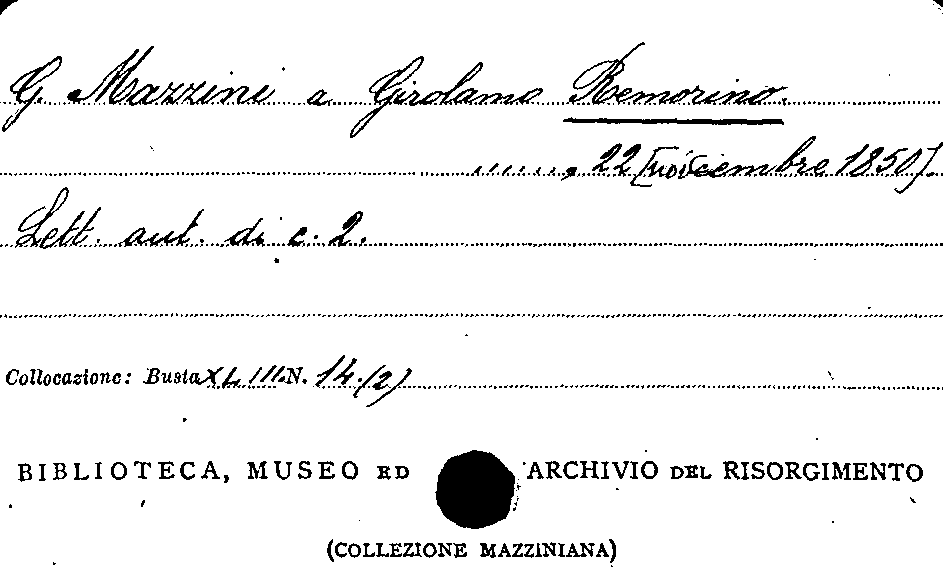 G. Mazzini a Girolamo Remorino.
......, 22 [novembre 1850].
Lett. aut. di c. 2.
Collocazione: Busta XLIII. N. 14.(2)
BIBLIOTECA, MUSEO ED ARCHIVIO DEL RISORGIMENTO
(COLLEZIONE MAZZINIANA)